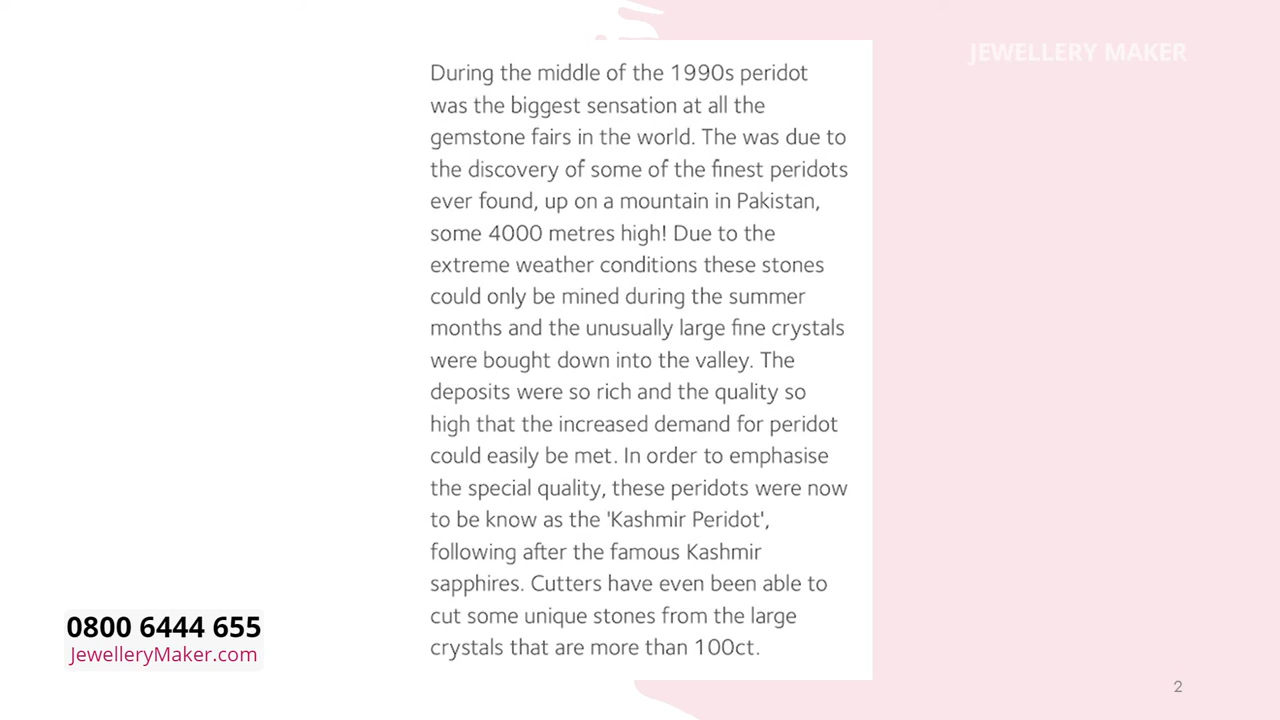 JEWELLERY MAKER
During the middle of the 1990s peridot
was the biggest sensation at all the
gemstone fairs in the world. The was due to
the discovery of some of the finest peridots
ever found, up on a mountain in Pakistan,
some 4000 metres high! Due to the
extreme weather conditions these stones
could only be mined during the summer
months and the unusually large fine crystals
were bought down into the valley. The
deposits were so rich and the quality so
high that the increased demand for peridot
could easily be met. In order to emphasise
the special quality, these peridots were now
to be know as the 'Kashmir Peridot',
following after the famous Kashmir
sapphires. Cutters have even been able to
cut some unique stones from the large
crystals that are more than 100ct.
0800 6444 655
JewelleryMaker.com
2